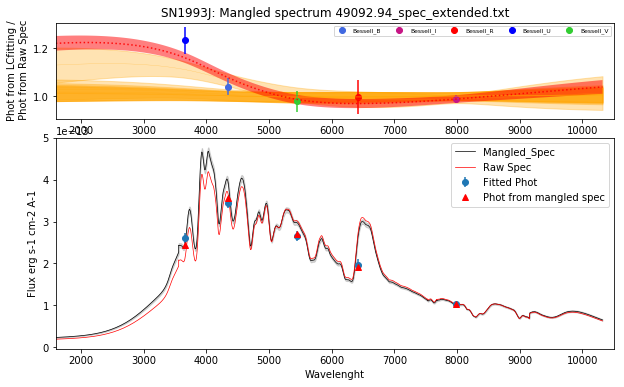 SN1993J: Mangled spectrum 49092.94_spec_extended.txt
Phot from LCfitting /
Phot from Raw Spec
1.2
1.0
Bessell_B Bessell_I Bessell_R Bessell_U Bessell_V
2000 3000 4000 5000 6000 7000 8000 9000 10000
1e−13
Flux erg s-1 cm-2 A-1
5
4
3
2
1
0
Mangled_Spec
Raw Spec
Fitted Phot
Phot from mangled spec
2000 3000 4000 5000 6000 7000 8000 9000 10000
Wavelenght